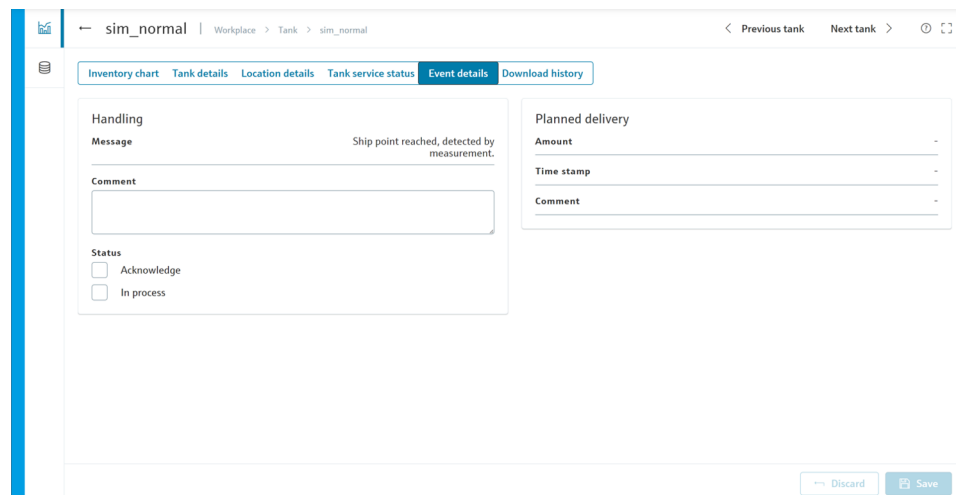 ← sim_normal | Workplace > Tank > sim_normal
< Previous tank Next tank >
Inventory chart Tank details Location details Tank service status Event details Download history
Handling
Message Ship point reached, detected by
measurement.
Comment
Status
Acknowledge
In process
Planned delivery
Amount -
Time stamp -
Comment -
Discard Save